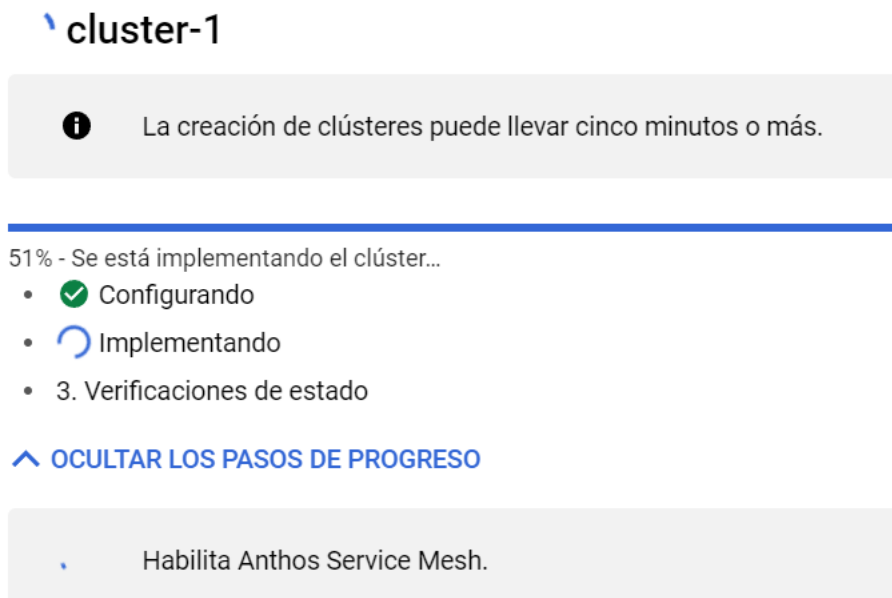 cluster-1
La creación de clústeres puede llevar cinco minutos o más.
51% - Se está implementando el clúster...
Configurando
Implementando
3. Verificaciones de estado
OCULTAR LOS PASOS DE PROGRESO
Habilita Anthos Service Mesh.